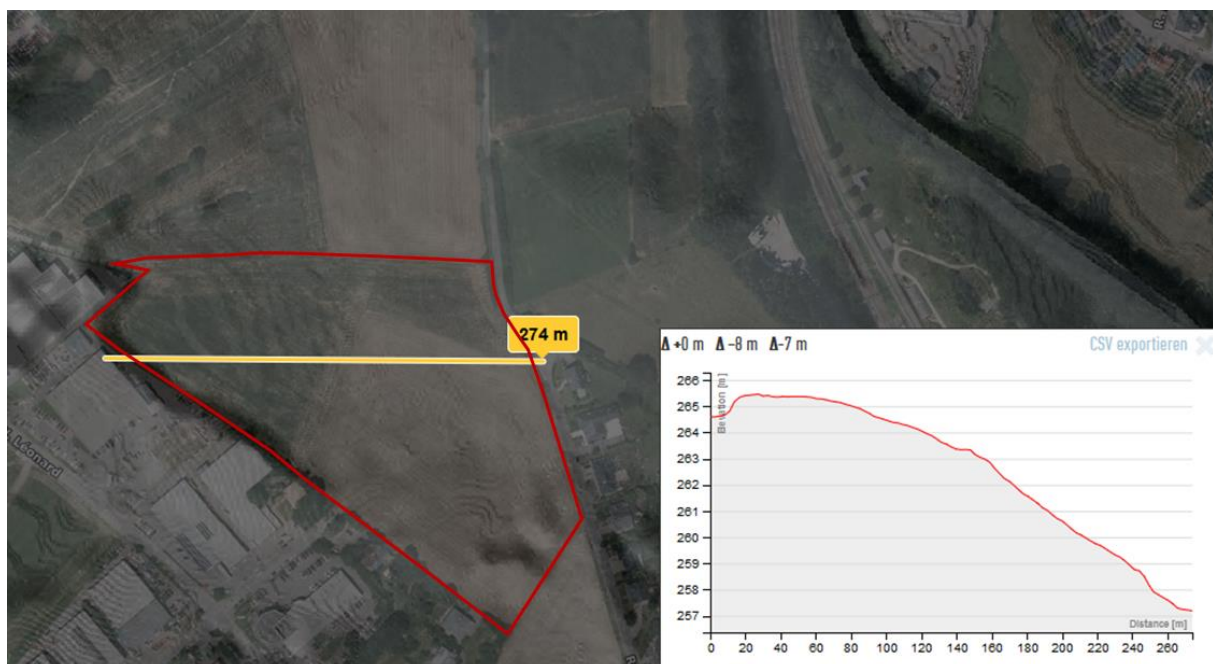 274 m
Δ +0 m Δ −8 m Δ-7 m
CSV exportieren
Elevation [m]
266
265
264
263
262
261
260
259
258
257
Distance [m]
0 20 40 60 80 100 120 140 160 180 200 220 240 260
Léonard
R.